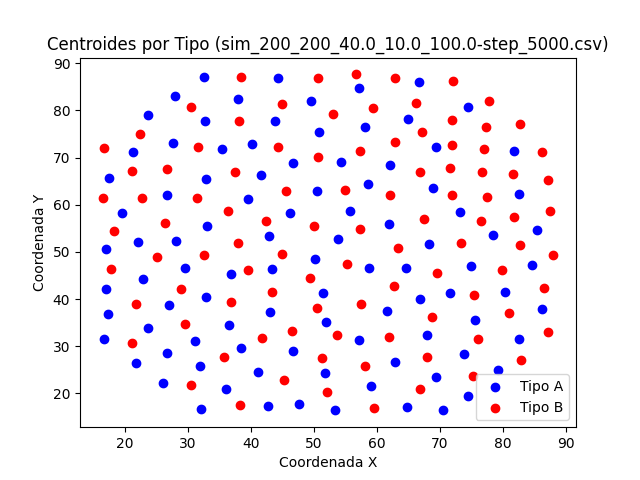 Centroides por Tipo (sim_200_200_40.0_10.0_100.0-step_5000.csv)
90
80
70
60
50
40
30
20
Coordenada Y
20 30 40 50 60 70 80 90
Coordenada X
Tipo A
Tipo B